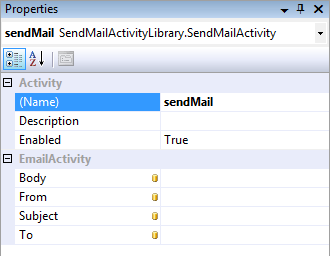 Properties
sendMail SendMailActivityLibrary.SendMailActivity
Activity
(Name) sendMail
Description
Enabled True
EmailActivity
Body
From
Subject
To